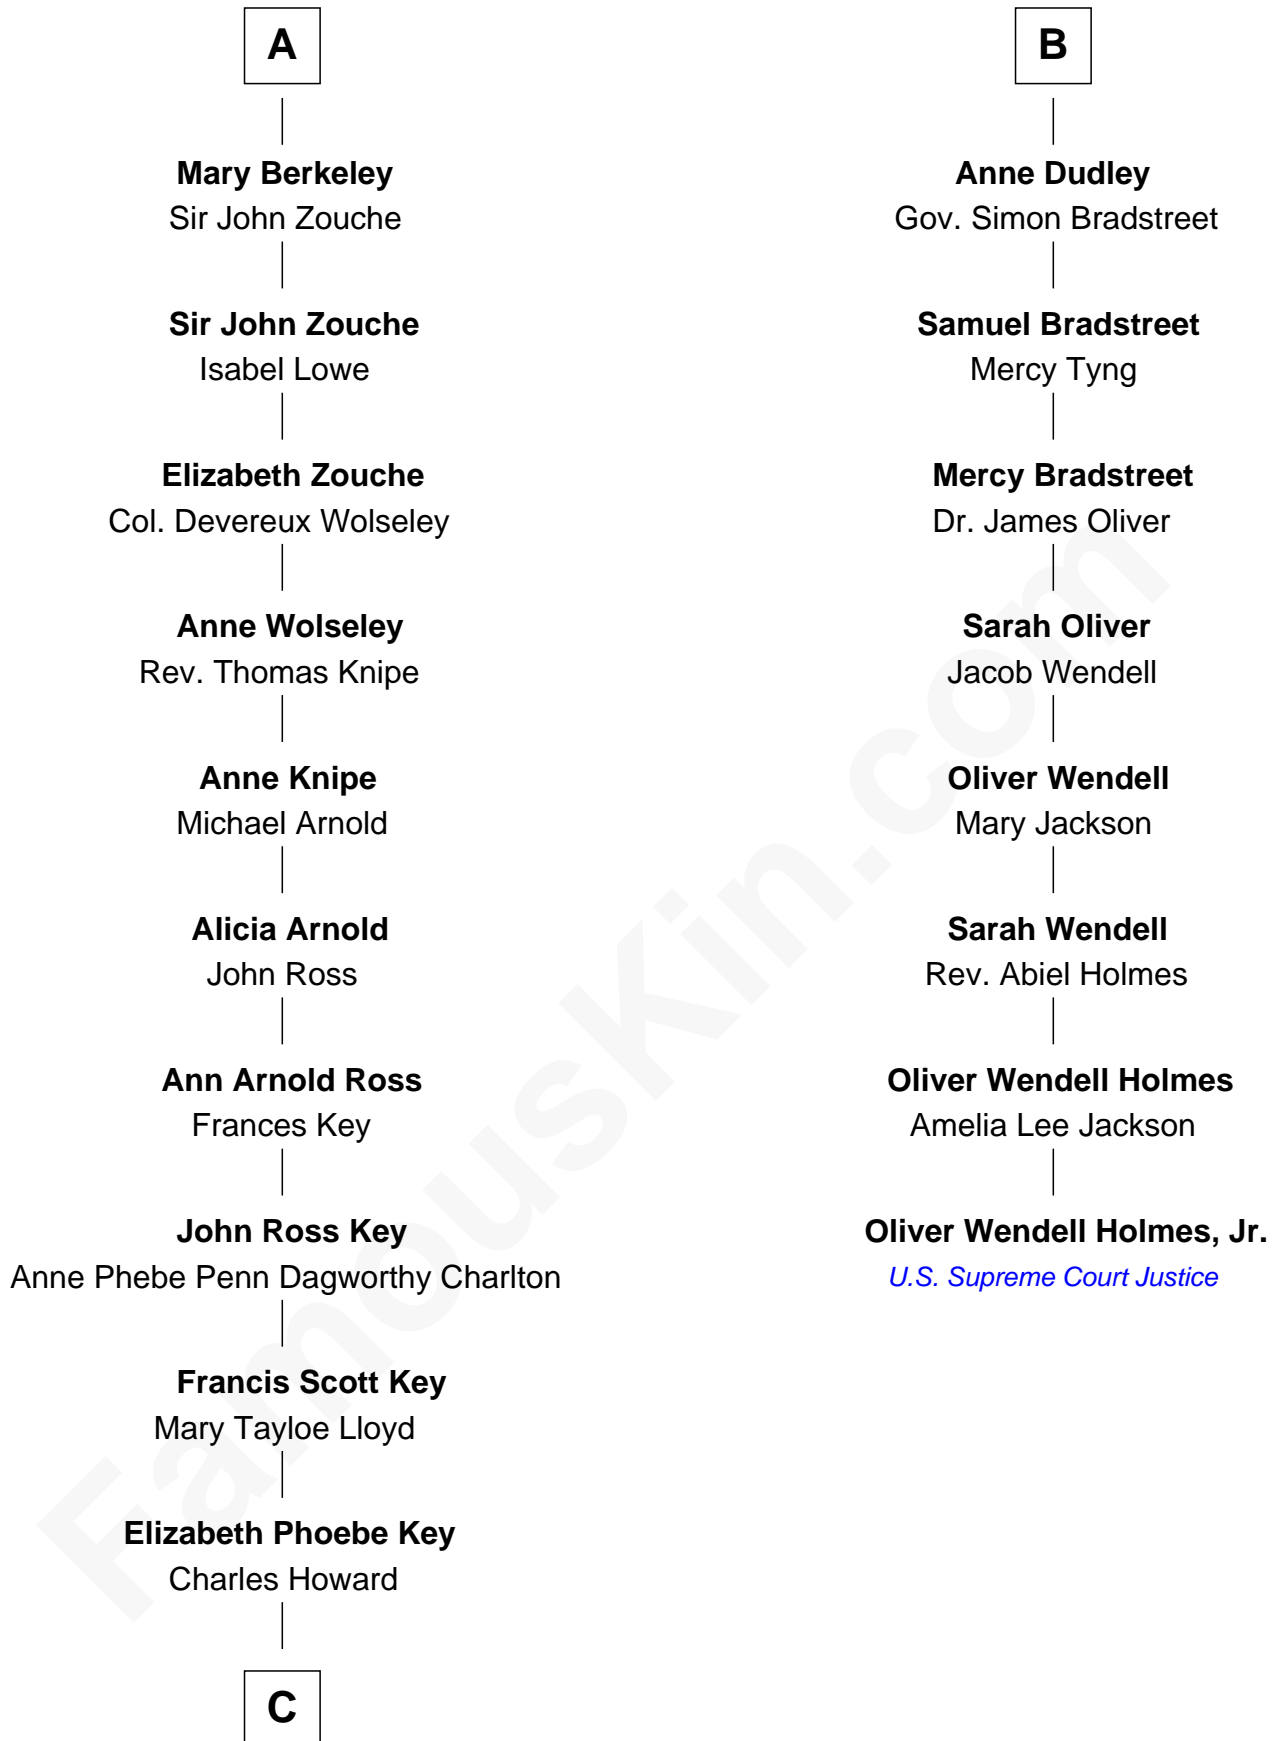 A
Mary Berkeley
Sir John Zouche
Sir John Zouche
Isabel Lowe
Elizabeth Zouche
Col. Devereux Wolseley
Anne Wolseley
Rev. Thomas Knipe
Anne Knipe
Michael Arnold
Alicia Arnold
John Ross
Ann Arnold Ross
Frances Key
John Ross Key
Anne Phebe Penn Dagworthy Charlton
Francis Scott Key
Mary Tayloe Lloyd
Elizabeth Phoebe Key
Charles Howard
C
B
Anne Dudley
Gov. Simon Bradstreet
Samuel Bradstreet
Mercy Tyng
Mercy Bradstreet
Dr. James Oliver
Sarah Oliver
Jacob Wendell
Oliver Wendell
Mary Jackson
Sarah Wendell
Rev. Abiel Holmes
Oliver Wendell Holmes
Amelia Lee Jackson
Oliver Wendell Holmes, Jr.
U.S. Supreme Court Justice
FamousKin.com